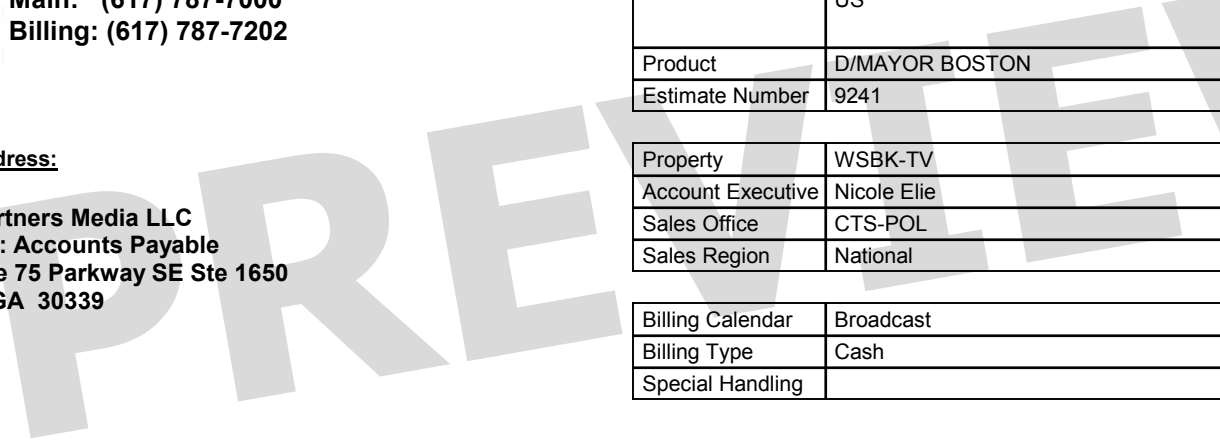 Main: (617) 787-7000
Billing: (617) 787-7202
dress:
rtners Media LLC
: Accounts Payable
e 75 Parkway SE Ste 1650
GA 30339
US
Product D/MAYOR BOSTON
Estimate Number 9241
Property WSBK-TV
Account Executive Nicole Elie
Sales Office CTS-POL
Sales Region National
Billing Calendar Broadcast
Billing Type Cash
Special Handling
PREVIEW